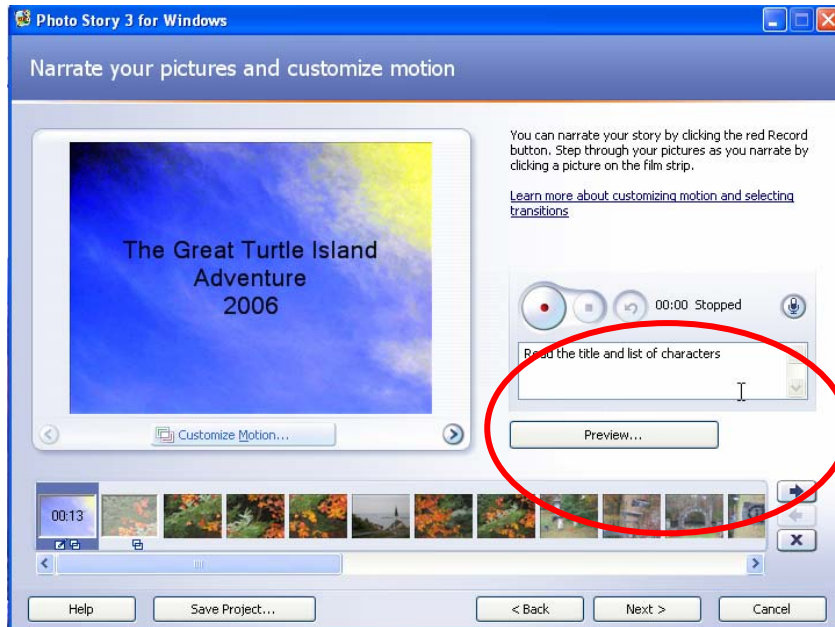 Photo Story 3 for Windows
Narrate your pictures and customize motion
The Great Turtle Island
Adventure
2006
Customize Motion...
You can narrate your story by clicking the red Record
button. Step through your pictures as you narrate by
clicking a picture on the film strip.
Learn more about customizing motion and selecting
transitions
00:00 Stopped
Read the title and list of characters
Preview...
00:13
Help
Save Project...
< Back
Next >
Cancel